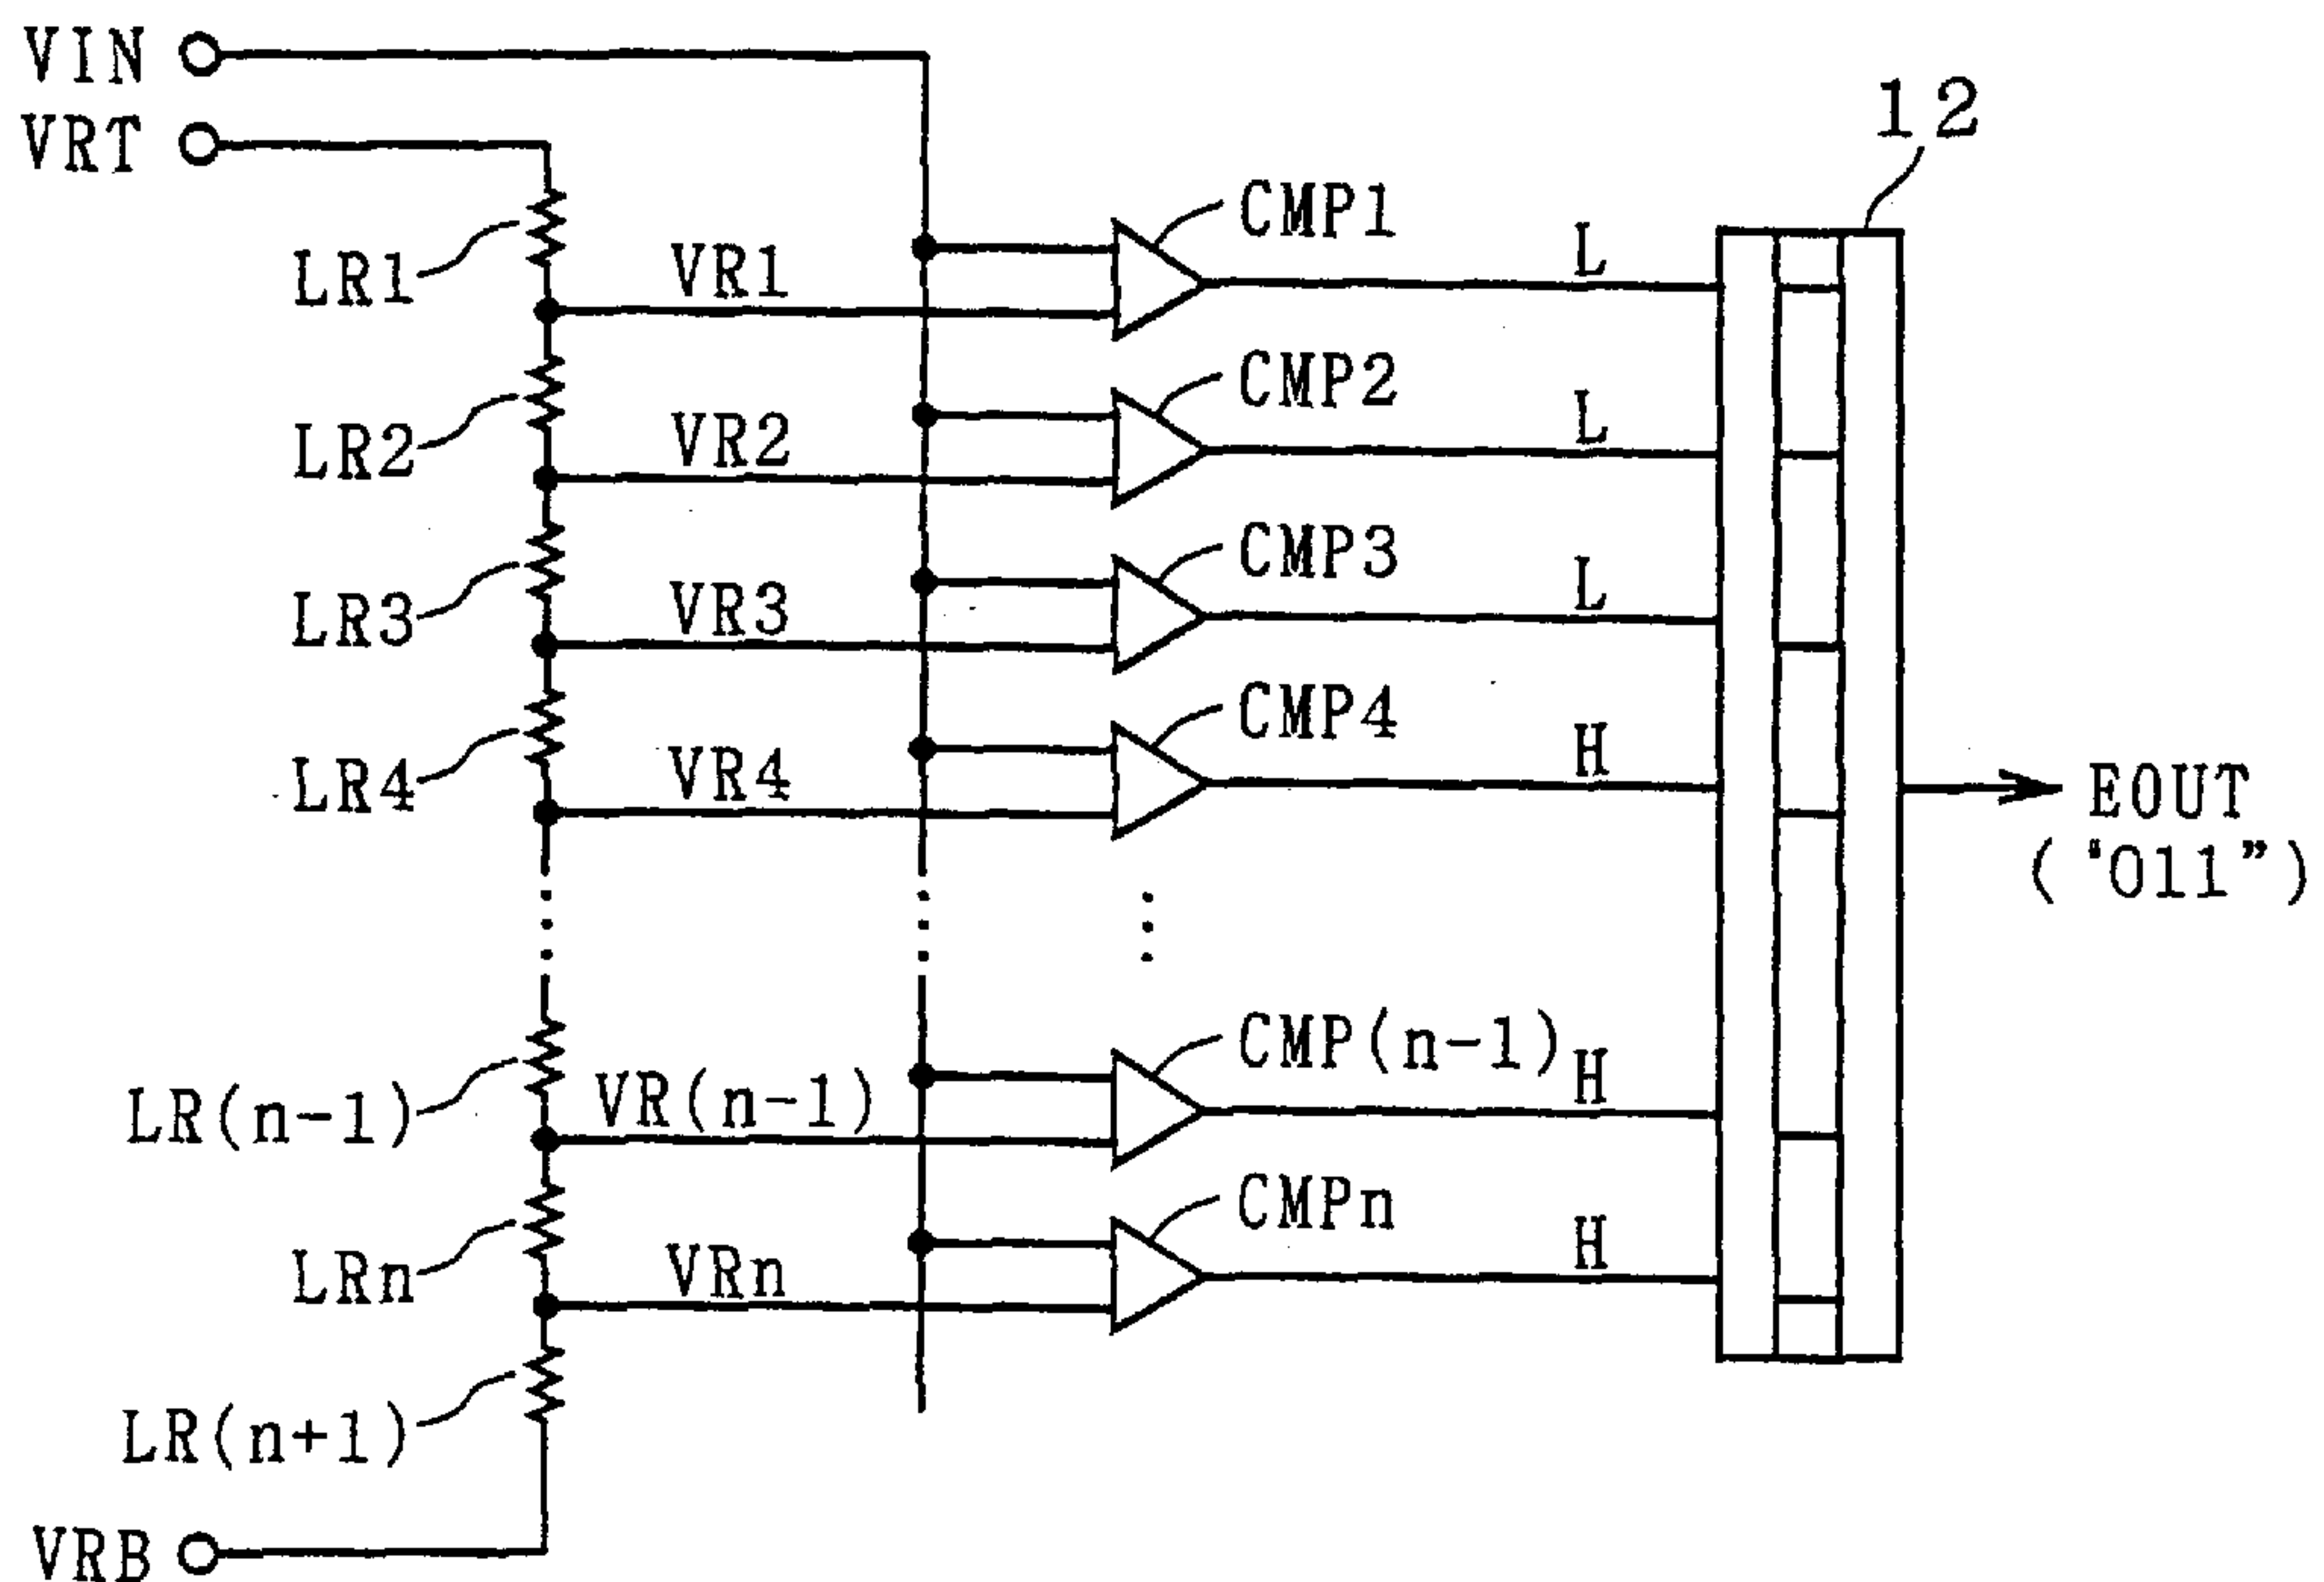 VIN
VRT
12
CMP1
L
LR1
VR1
CMP2
L
LR2
VR2
CMP3
L
LR3
VR3
CMP4
H
LR4
VR4
EOUT
("011")
CMP(n-1)
H
LR(n-1)
VR(n-1)
CMPn
H
LRn
VRn
LR(n+1)
VRB